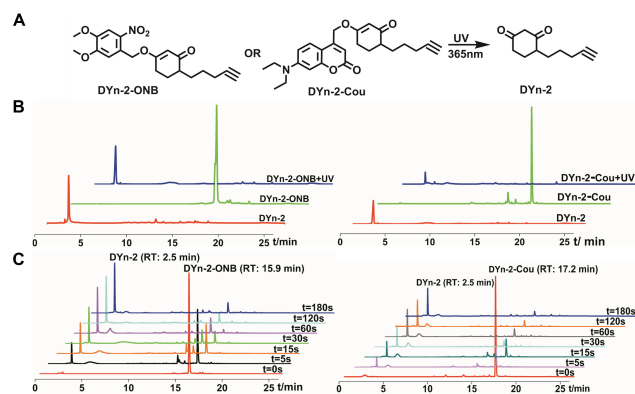 A
NO₂
O
O
O
O
DYn-2-ONB
OR
O
O
N
O
O
DYn-2-Cou
UV
365nm
O
O
DYn-2
B
DYn-2-ONB+UV
DYn-2-ONB
DYn-2
0 5 10 15 20 25 t/ min
DYn-2-Cou+UV
DYn-2-Cou
DYn-2
0 5 10 15 20 25 t/ min
C
DYn-2 (RT: 2.5 min)
DYn-2-ONB (RT: 15.9 min)
t=180s
t=120s
t=60s
t=30s
t=15s
t=5s
t=0s
0 5 10 15 20 25 t/min
DYn-2-Cou (RT: 17.2 min)
DYn-2 (RT: 2.5 min)
t=180s
t=120s
t=60s
t=30s
t=15s
t=5s
t=0s
0 5 10 15 20 25 t/min